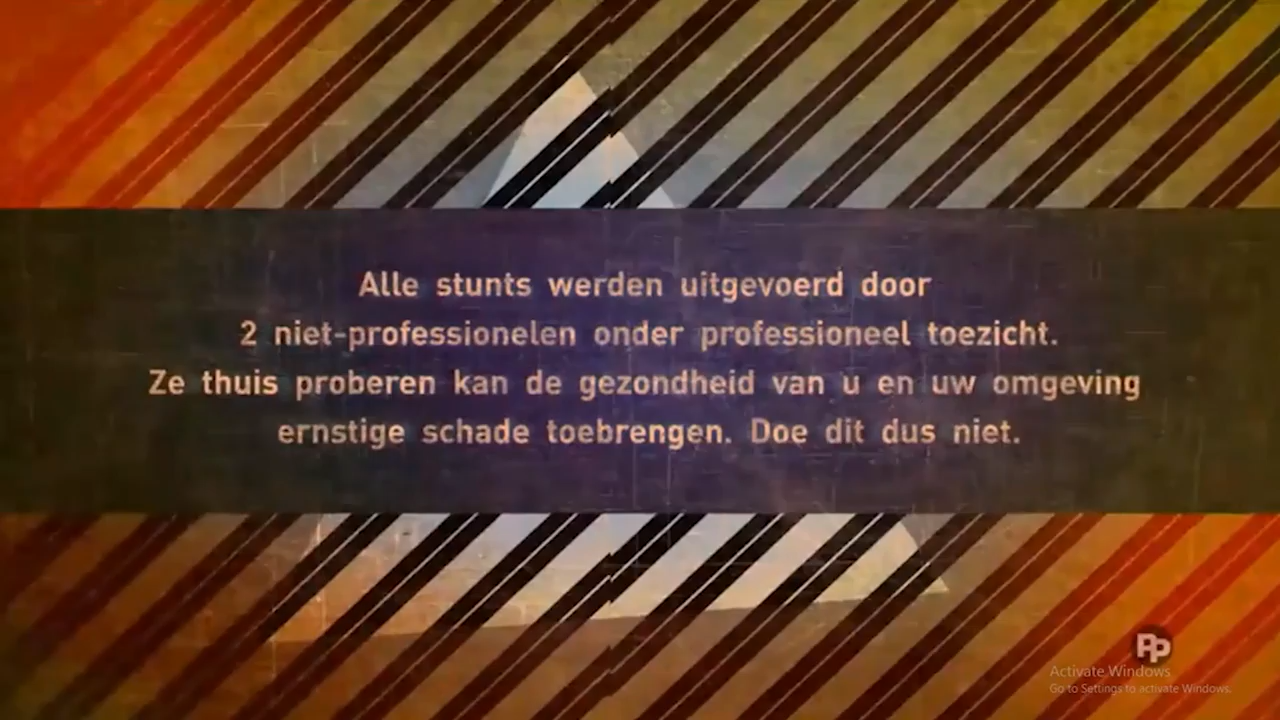 Alle stunts werden uitgevoerd door
2 niet-professionelen onder professioneel toezicht.
Ze thuis proberen kan de gezondheid van u en uw omgeving
ernstige schade toebrengen. Doe dit dus niet.
PP
Activate Windows
Go to Settings to activate Windows.